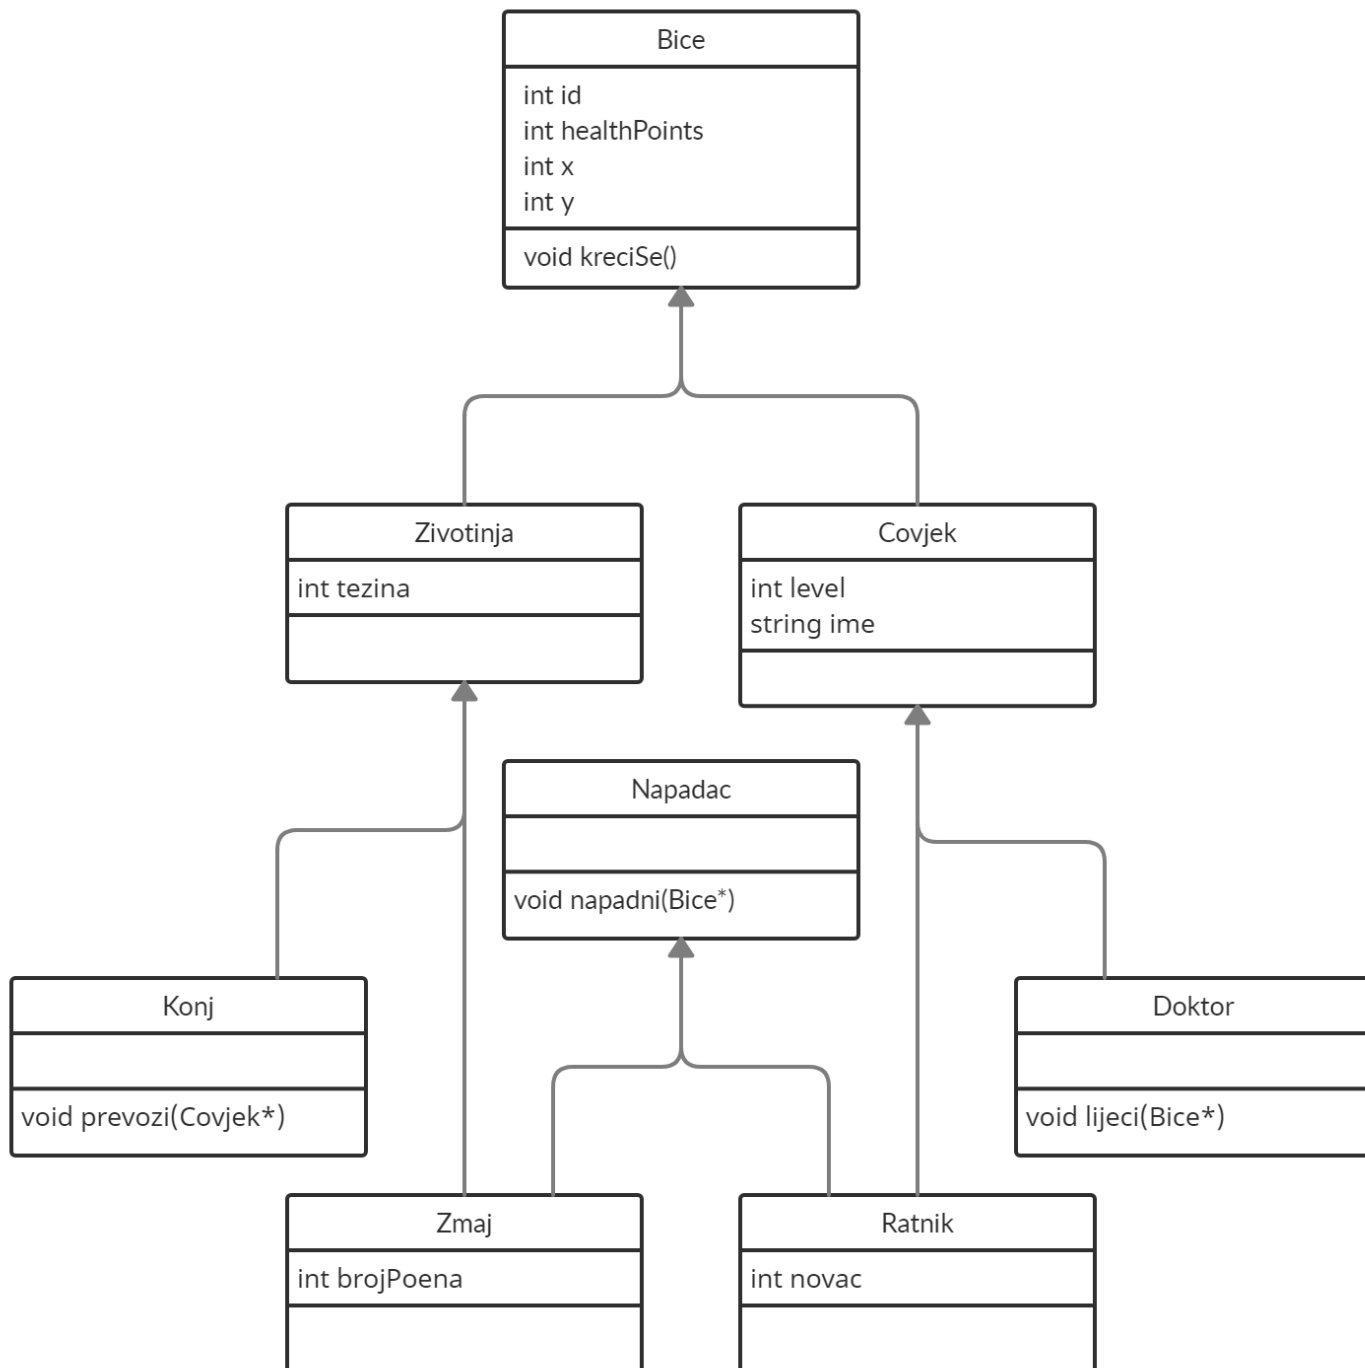 Bice
int id
int healthPoints
int x
int y
void kreciSe()
Zivotinja
int tezina
Covjek
int level
string ime
Napadac
void napadni(Bice*)
Konj
void prevozi(Covjek*)
Doktor
void lijeci(Bice*)
Zmaj
int brojPoena
Ratnik
int novac